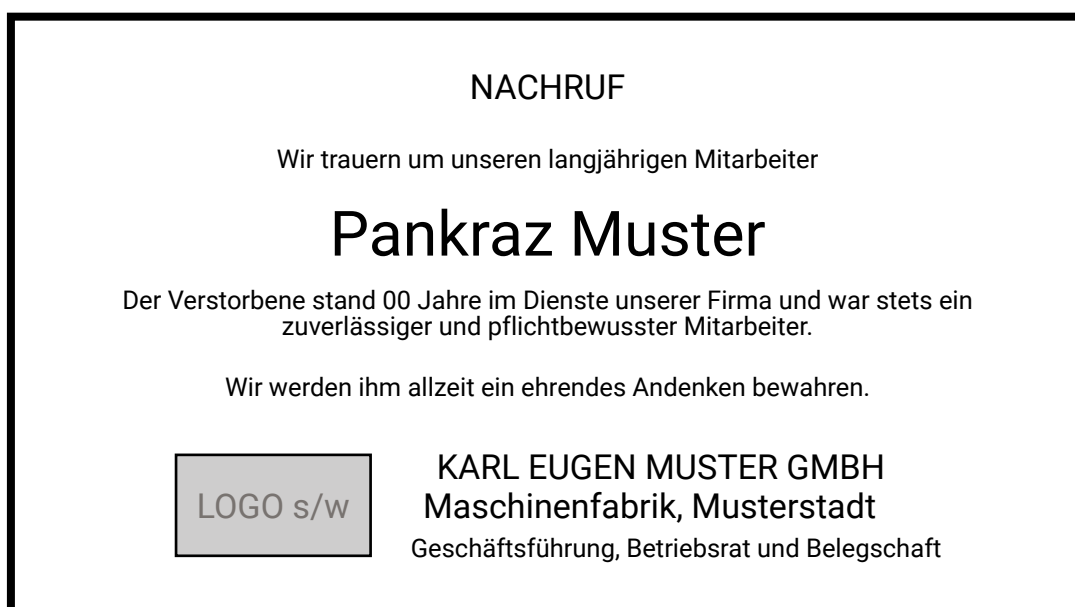 NACHRUF
Wir trauern um unseren langjährigen Mitarbeiter
Pankraz Muster
Der Verstorbene stand 00 Jahre im Dienste unserer Firma und war stets ein
zuverlässiger und pflichtbewusster Mitarbeiter.
Wir werden ihm allzeit ein ehrendes Andenken bewahren.
LOGO s/w
KARL EUGEN MUSTER GMBH
Maschinenfabrik, Musterstadt
Geschäftsführung, Betriebsrat und Belegschaft